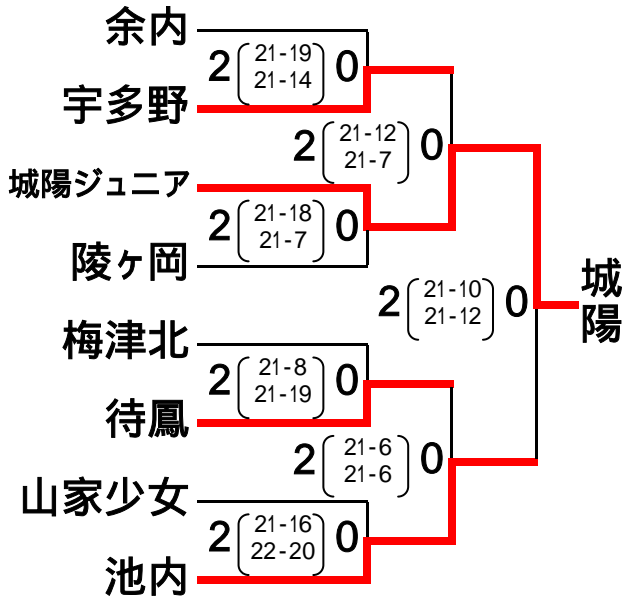 余内
2 21-19 0
21-14
宇多野
2 21-12 0
21-7
城陽ジュニア
2 21-18 0
21-7
陵ヶ岡
2 21-10 0
21-12
城陽
梅津北
2 21-8 0
21-19
待鳳
2 21-6 0
21-6
山家少女
2 21-16 0
22-20
池内